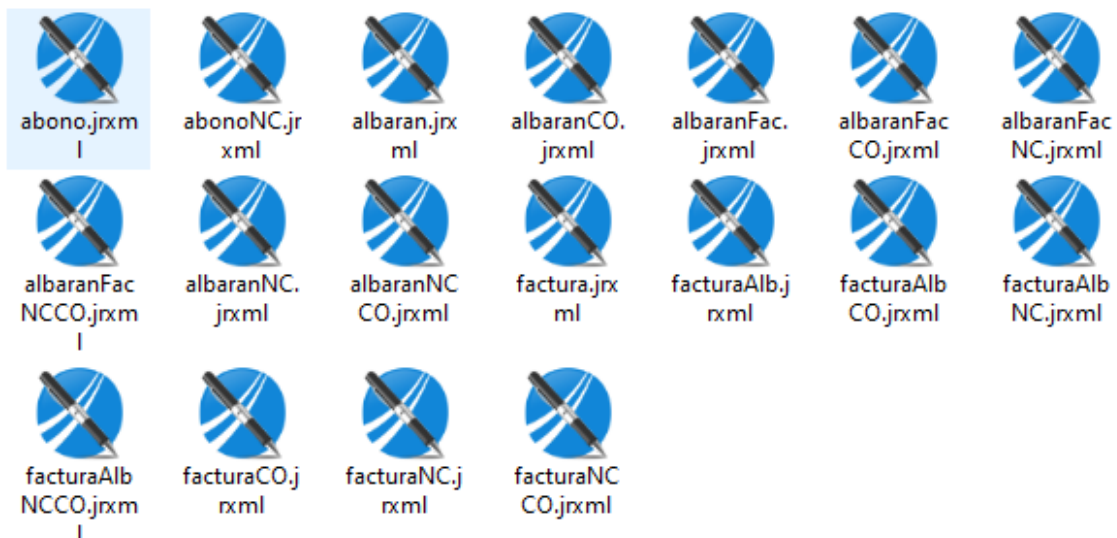 abono.jrxm
l
abonoNC.jr
xml
albaran.jrx
ml
albaranCO.
jrxml
albaranFac.
jrxml
albaranFac
CO.jrxml
albaranFac
NC.jrxml
albaranFac
NCCO.jrxm
l
albaranNC.
jrxml
albaranNC
CO.jrxml
factura.jrx
ml
facturaAlb.j
rxml
facturaAlb
CO.jrxml
facturaAlb
NC.jrxml
facturaAlb
NCCO.jrxm
l
facturaCO.j
rxml
facturaNC.j
rxml
facturaNC
CO.jrxml